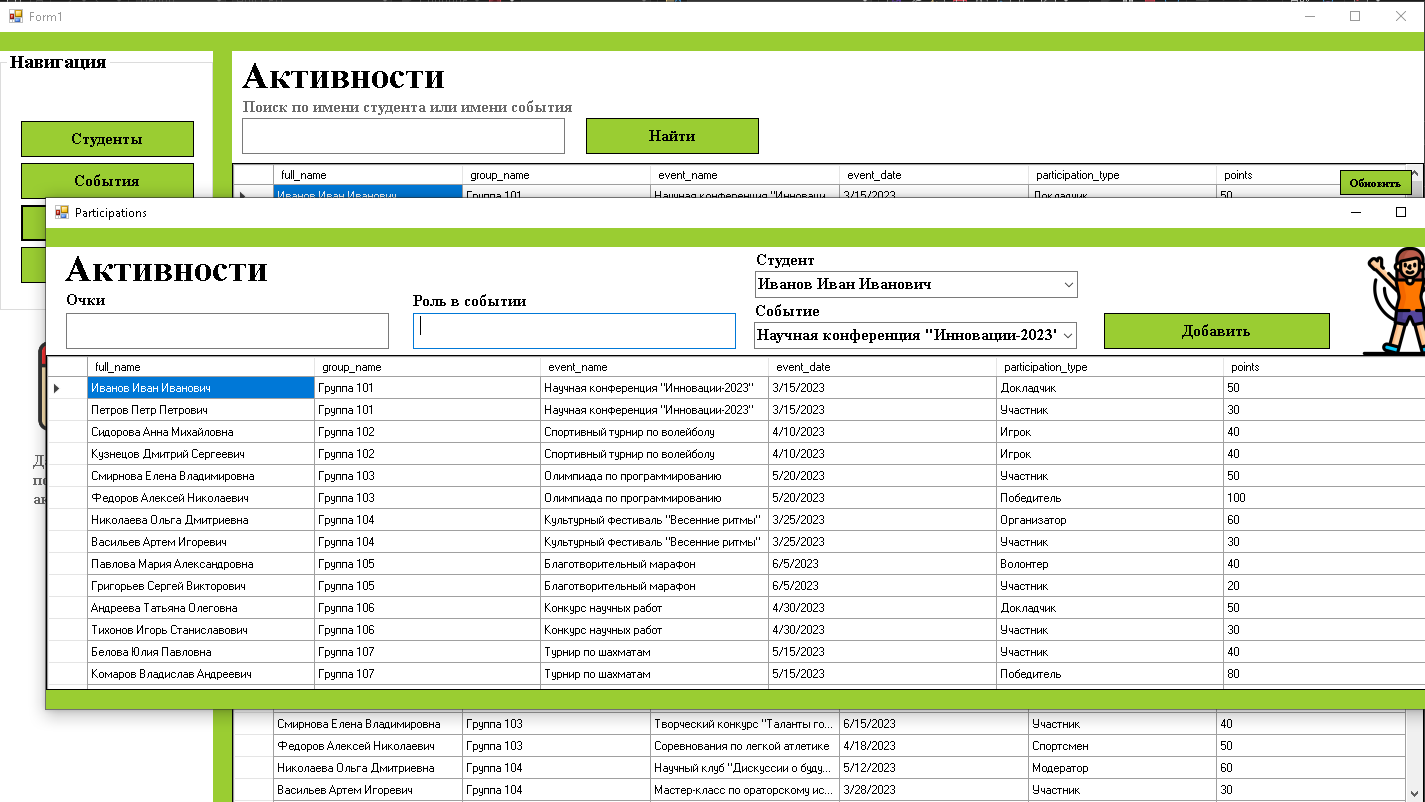 Form1
Навигация
Студенты
События
Активности
Поиск по имени студента или имени события
Найти
full_name group_name event_name event_date participation_type points
Обновить
Иванов Иван Иванович Группа 101 Научная конференция "Инноваци... 3/15/2023 Докладчик 50
Participations
Активности
Очки
Роль в событии
Студент
Иванов Иван Иванович
Событие
Научная конференция "Инновации-2023"
Добавить
full_name group_name event_name event_date participation_type points
Иванов Иван Иванович Группа 101 Научная конференция "Инновации-2023" 3/15/2023 Докладчик 50
Петров Петр Петрович Группа 101 Научная конференция "Инновации-2023" 3/15/2023 Участник 30
Сидорова Анна Михайловна Группа 102 Спортивный турнир по волейболу 4/10/2023 Игрок 40
Кузнецов Дмитрий Сергеевич Группа 102 Спортивный турнир по волейболу 4/10/2023 Игрок 40
Смирнова Елена Владимировна Группа 103 Олимпиада по программированию 5/20/2023 Участник 50
Федоров Алексей Николаевич Группа 103 Олимпиада по программированию 5/20/2023 Победитель 100
Николаева Ольга Дмитриевна Группа 104 Культурный фестиваль "Весенние ритмы" 3/25/2023 Организатор 60
Васильев Артем Игоревич Группа 104 Культурный фестиваль "Весенние ритмы" 3/25/2023 Участник 30
Павлова Мария Александровна Группа 105 Благотворительный марафон 6/5/2023 Волонтер 40
Григорьев Сергей Викторович Группа 105 Благотворительный марафон 6/5/2023 Участник 20
Андреева Татьяна Олеговна Группа 106 Конкурс научных работ 4/30/2023 Докладчик 50
Тихонов Игорь Станиславович Группа 106 Конкурс научных работ 4/30/2023 Участник 30
Белова Юлия Павловна Группа 107 Турнир по шахматам 5/15/2023 Участник 40
Комаров Владислав Андреевич Группа 107 Турнир по шахматам 5/15/2023 Победитель 80
Смирнова Елена Владимировна Группа 103 Творческий конкурс "Таланты го... 6/15/2023 Участник 40
Федоров Алексей Николаевич Группа 103 Соревнования по легкой атлетике 4/18/2023 Спортсмен 50
Николаева Ольга Дмитриевна Группа 104 Научный клуб "Дискуссии о буду... 5/12/2023 Модератор 60
Васильев Артем Игоревич Группа 104 Мастер-класс по ораторскому ис... 3/28/2023 Участник 30